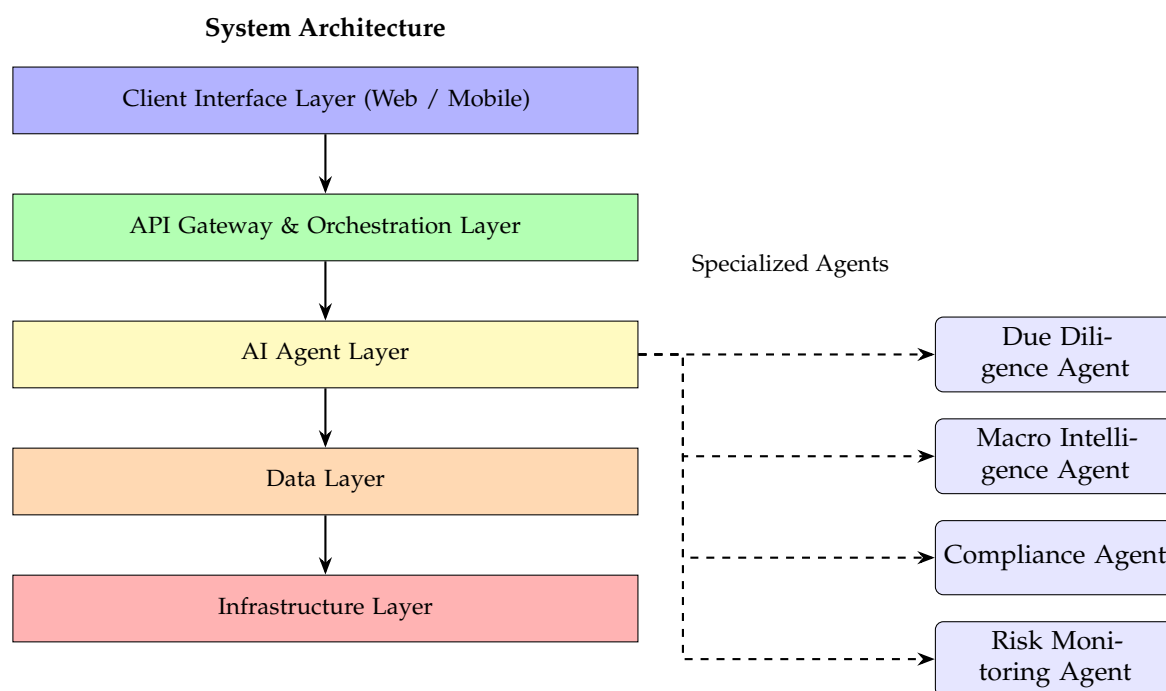 System Architecture
Client Interface Layer (Web / Mobile)
API Gateway & Orchestration Layer
Specialized Agents
AI Agent Layer
Due Dili-
gence Agent
Macro Intelli-
gence Agent
Data Layer
Compliance Agent
Infrastructure Layer
Risk Moni-
toring Agent